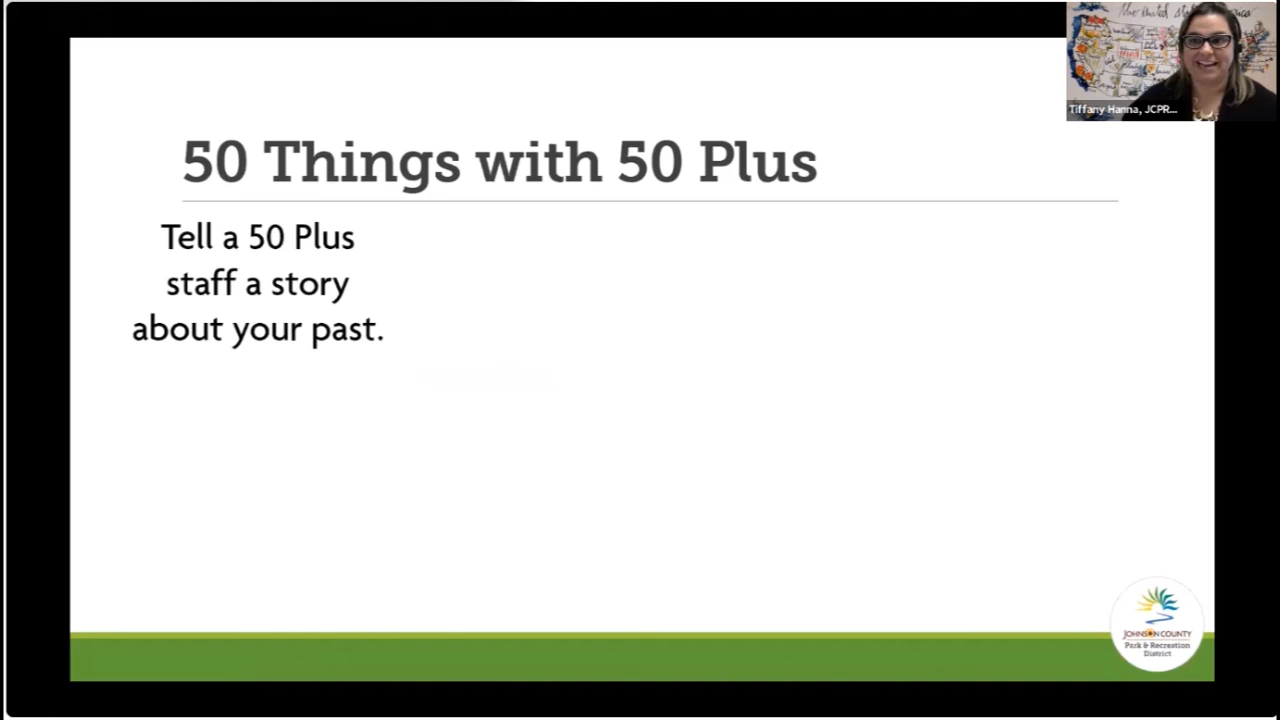 50 Things with 50 Plus
Tell a 50 Plus
staff a story
about your past.
Tiffany Hanna, JCPR...
JOHNSON COUNTY
Park & Recreation
District